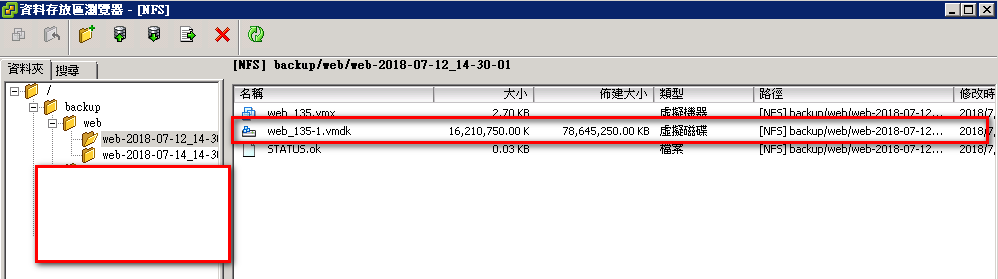 資料存放區瀏覽器 - [NFS]
資料夾 搜尋
[NFS] backup/web/web-2018-07-12_14-30-01
/
backup
web
web-2018-07-12_14-30
web-2018-07-14_14-30
名稱 大小 佈建大小 類型 路徑 修改時
web_135.vmx 2.70 KB 虛擬機器 [NFS] backup/web/web-2018-07-12... 2018/7,
web_135-1.vmdk 16,210,750.00 K 78,645,250.00 KB 虛擬磁碟 [NFS] backup/web/web-2018-07-12... 2018/7,
STATUS.ok 0.03 KB 檔案 [NFS] backup/web/web-2018-07-12... 2018/7,